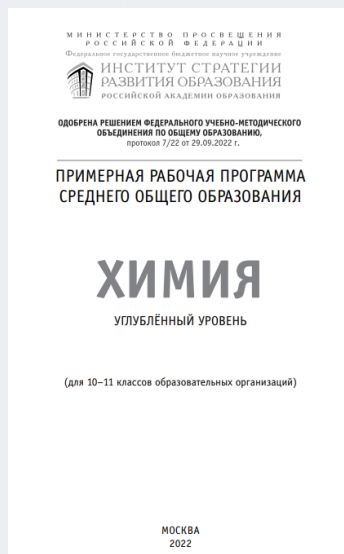 МИНИСТЕРСТВО ПРОСВЕЩЕНИЯ
РОССИЙСКОЙ ФЕДЕРАЦИИ
Федеральное государственное бюджетное научное учреждение
ИНСТИТУТ СТРАТЕГИИ
РАЗВИТИЯ ОБРАЗОВАНИЯ
РОССИЙСКОЙ АКАДЕМИИ ОБРАЗОВАНИЯ
ОДОБРЕНА РЕШЕНИЕМ ФЕДЕРАЛЬНОГО УЧЕБНО-МЕТОДИЧЕСКОГО
ОБЪЕДИНЕНИЯ ПО ОБЩЕМУ ОБРАЗОВАНИЮ,
протокол 7/22 от 29.09.2022 г.
ПРИМЕРНАЯ РАБОЧАЯ ПРОГРАММА
СРЕДНЕГО ОБЩЕГО ОБРАЗОВАНИЯ
ХИМИЯ
УГЛУБЛЁННЫЙ УРОВЕНЬ
(для 10–11 классов образовательных организаций)
МОСКВА
2022